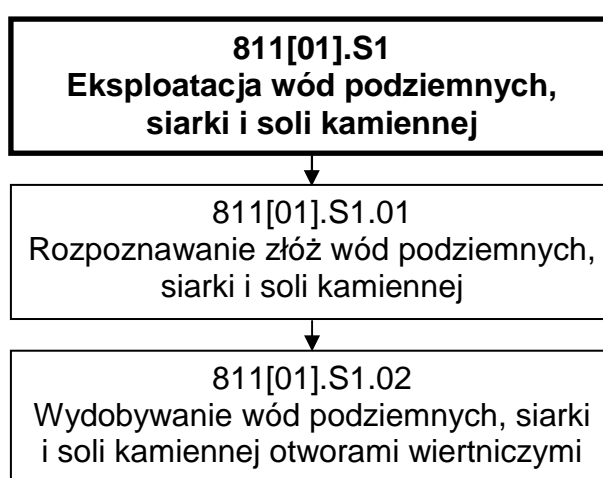 811[01].S1
Eksploatacja wód podziemnych,
siarki i soli kamiennej
811[01].S1.01
Rozpoznawanie złóż wód podziemnych,
siarki i soli kamiennej
811[01].S1.02
Wydobywanie wód podziemnych, siarki
i soli kamiennej otworami wiertniczymi